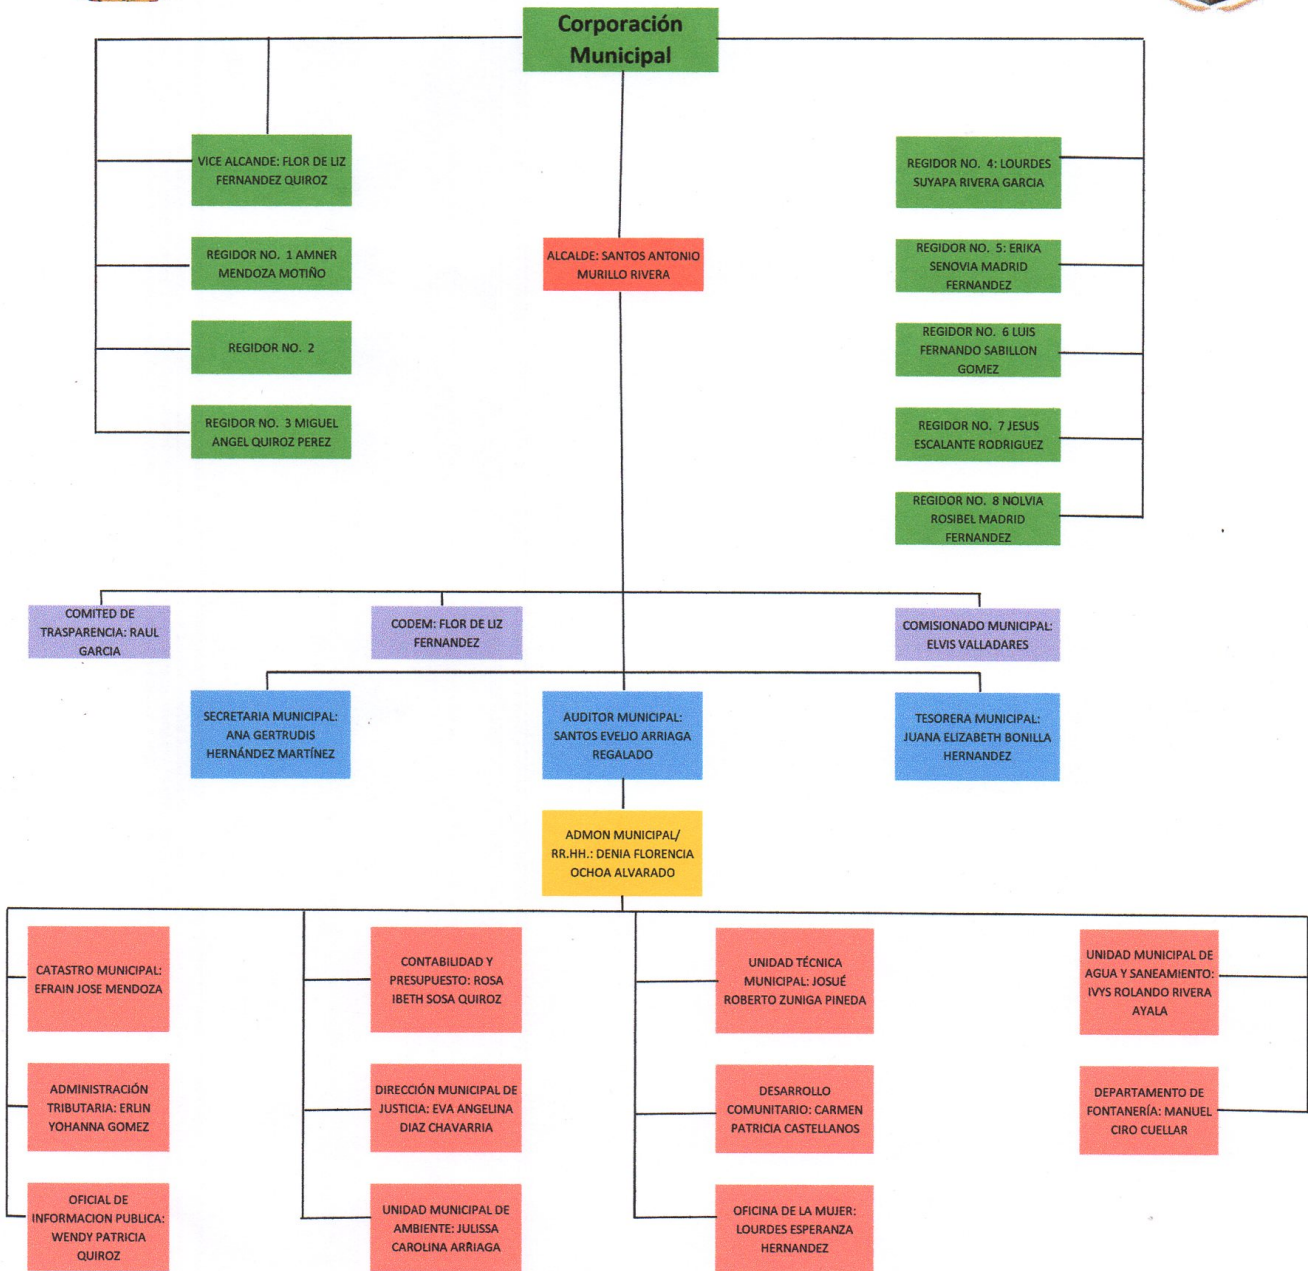 Corporación
Municipal
VICE ALCANDE: FLOR DE LIZ
FERNANDEZ QUIROZ
REGIDOR NO. 1 AMNER
MENDOZA MOTIÑO
REGIDOR NO. 2
REGIDOR NO. 3 MIGUEL
ANGEL QUIROZ PEREZ
ALCALDE: SANTOS ANTONIO
MURILLO RIVERA
REGIDOR NO. 4: LOURDES
SUYAPA RIVERA GARCIA
REGIDOR NO. 5: ERIKA
SENOVIA MADRID
FERNANDEZ
REGIDOR NO. 6 LUIS
FERNANDO SABILLON
GOMEZ
REGIDOR NO. 7 JESUS
ESCALANTE RODRIGUEZ
REGIDOR NO. 8 NOLVIA
ROSIBEL MADRID
FERNANDEZ
COMITED DE
TRASPARENCIA: RAUL
GARCIA
CODEM: FLOR DE LIZ
FERNANDEZ
COMISIONADO MUNICIPAL:
ELVIS VALLADARES
SECRETARIA MUNICIPAL:
ANA GERTRUDIS
HERNÁNDEZ MARTÍNEZ
AUDITOR MUNICIPAL:
SANTOS EVELIO ARRIAGA
REGALADO
TESORERA MUNICIPAL:
JUANA ELIZABETH BONILLA
HERNANDEZ
ADMON MUNICIPAL/
RR.HH.: DENIA FLORENCIA
OCHOA ALVARADO
CATASTRO MUNICIPAL:
EFRAIN JOSE MENDOZA
CONTABILIDAD Y
PRESUPUESTO: ROSA
IBETH SOSA QUIROZ
UNIDAD TÉCNICA
MUNICIPAL: JOSUÉ
ROBERTO ZUNIGA PINEDA
UNIDAD MUNICIPAL DE
AGUA Y SANEAMIENTO:
IVYS ROLANDO RIVERA
AYALA
ADMINISTRACIÓN
TRIBUTARIA: ERLIN
YOHANNA GOMEZ
DIRECCIÓN MUNICIPAL DE
JUSTICIA: EVA ANGELINA
DIAZ CHAVARRIA
DESARROLLO
COMUNITARIO: CARMEN
PATRICIA CASTELLANOS
DEPARTAMENTO DE
FONTANERÍA: MANUEL
CIRO CUELLAR
OFICIAL DE
INFORMACION PUBLICA:
WENDY PATRICIA
QUIROZ
UNIDAD MUNICIPAL DE
AMBIENTE: JULISSA
CAROLINA ARRIAGA
OFICINA DE LA MUJER:
LOURDES ESPERANZA
HERNANDEZ